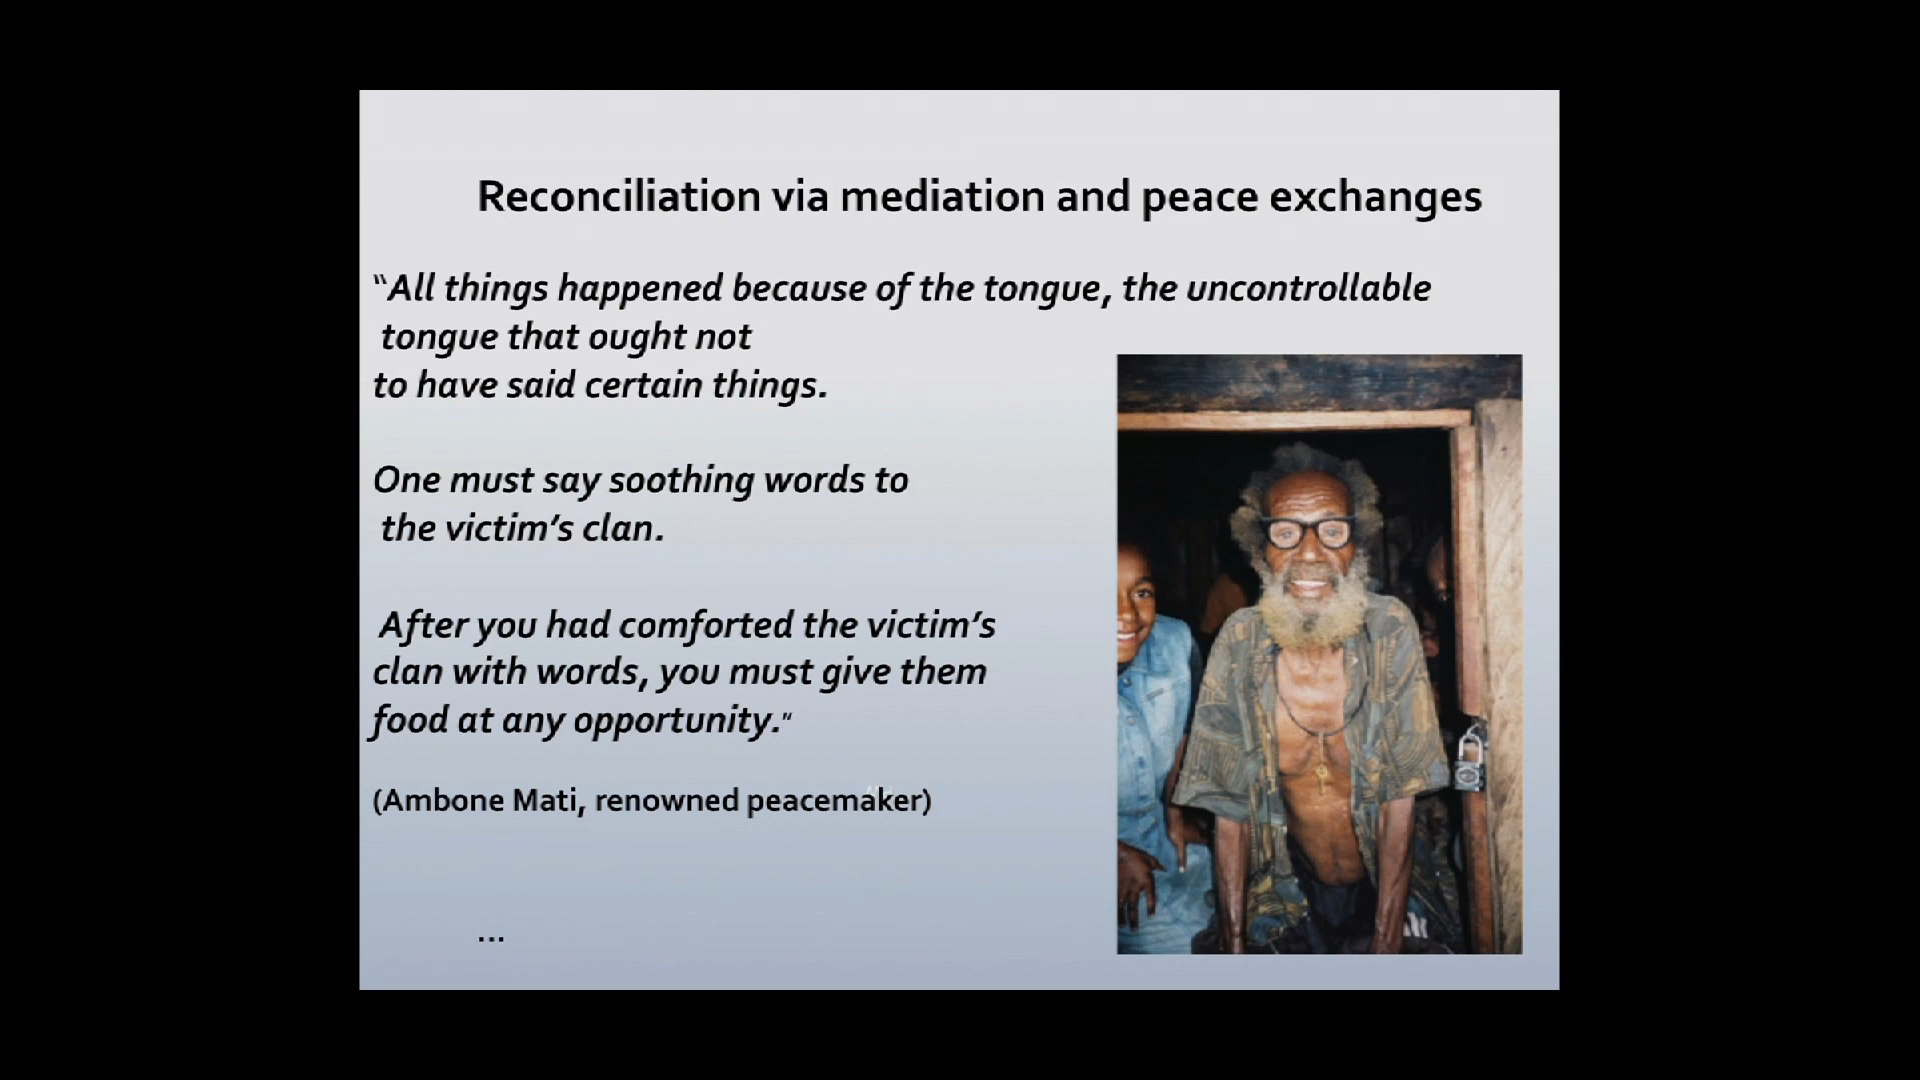 Reconciliation via mediation and peace exchanges
“All things happened because of the tongue, the uncontrollable
tongue that ought not
to have said certain things.
One must say soothing words to
the victim’s clan.
After you had comforted the victim’s
clan with words, you must give them
food at any opportunity.”
(Ambone Mati, renowned peacemaker)
...